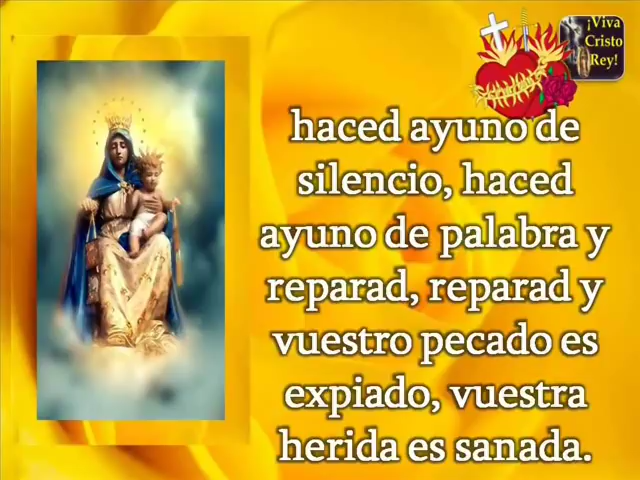 ¡Viva
Cristo
Rey!
haced ayuno de
silencio, haced
ayuno de palabra y
reparad, reparad y
vuestro pecado es
expiado, vuestra
herida es sanada.